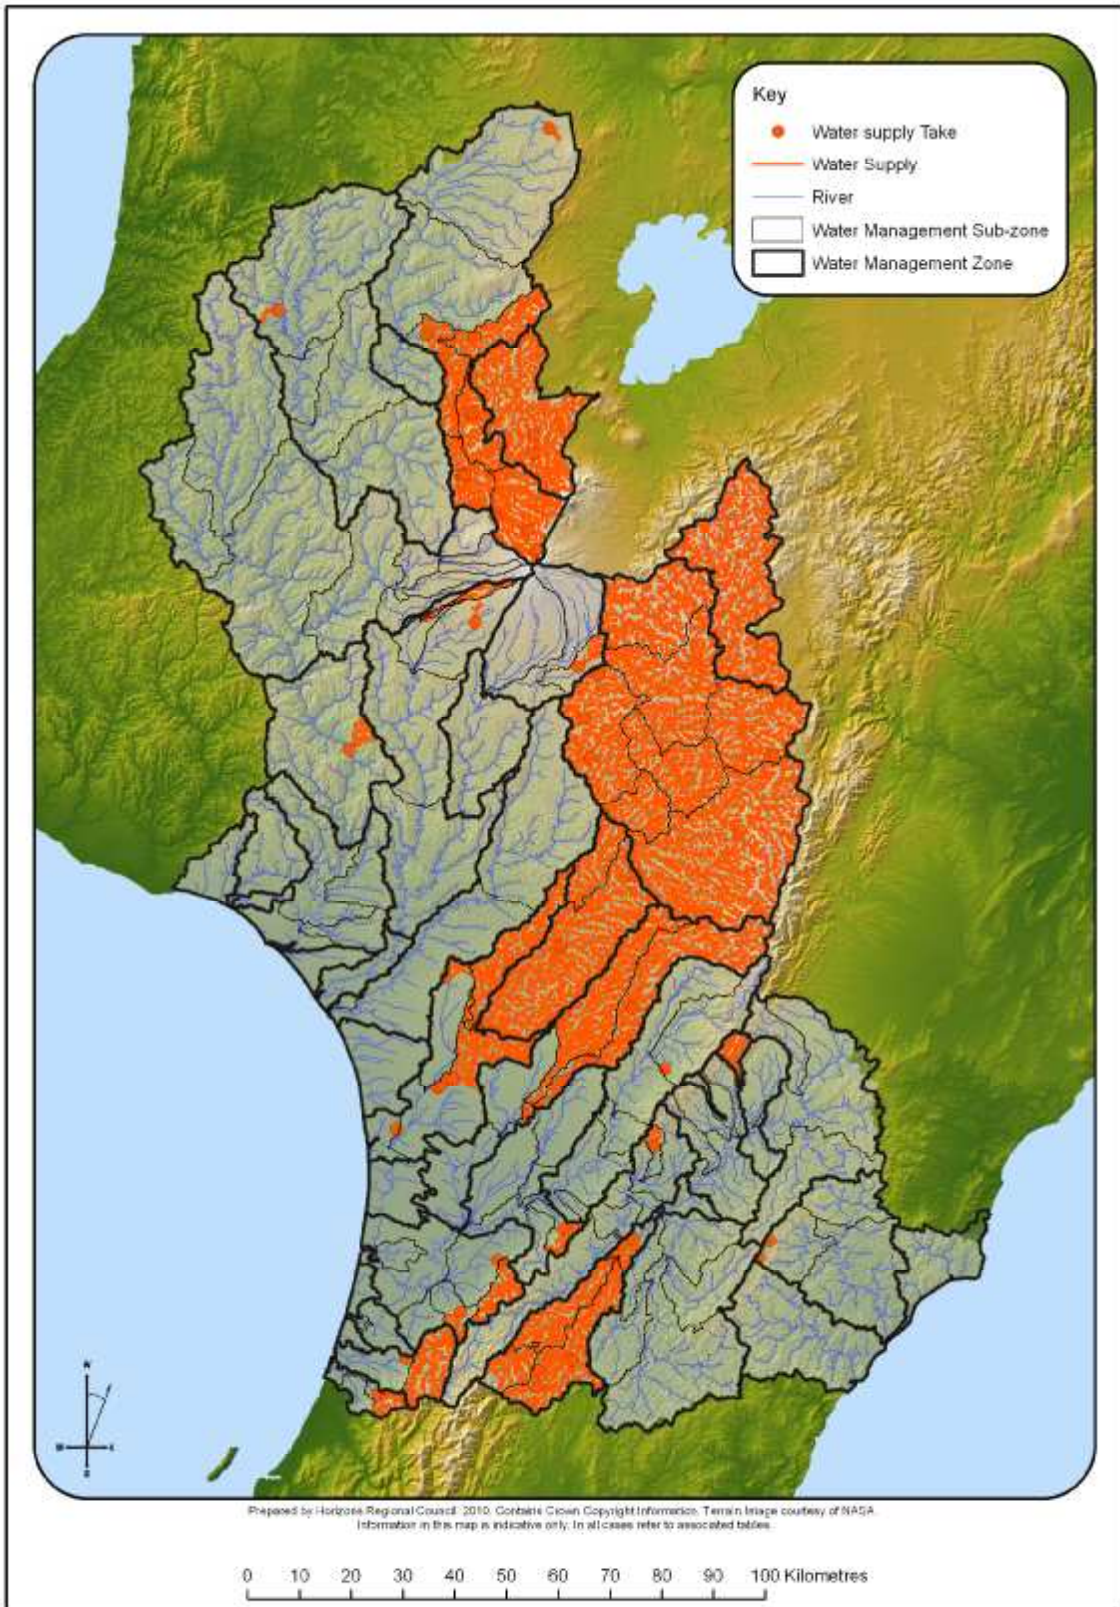 Key
Water supply Take
Water Supply
River
Water Management Sub-zone
Water Management Zone
N
W E
S
Prepared by Horizons Regional Council. 2010. Contains Crown Copyright Information. Terrain Image courtesy of NASA
Information in this map is indicative only. In all cases refer to associated tables.
0 10 20 30 40 50 60 70 80 90 100 Kilometres